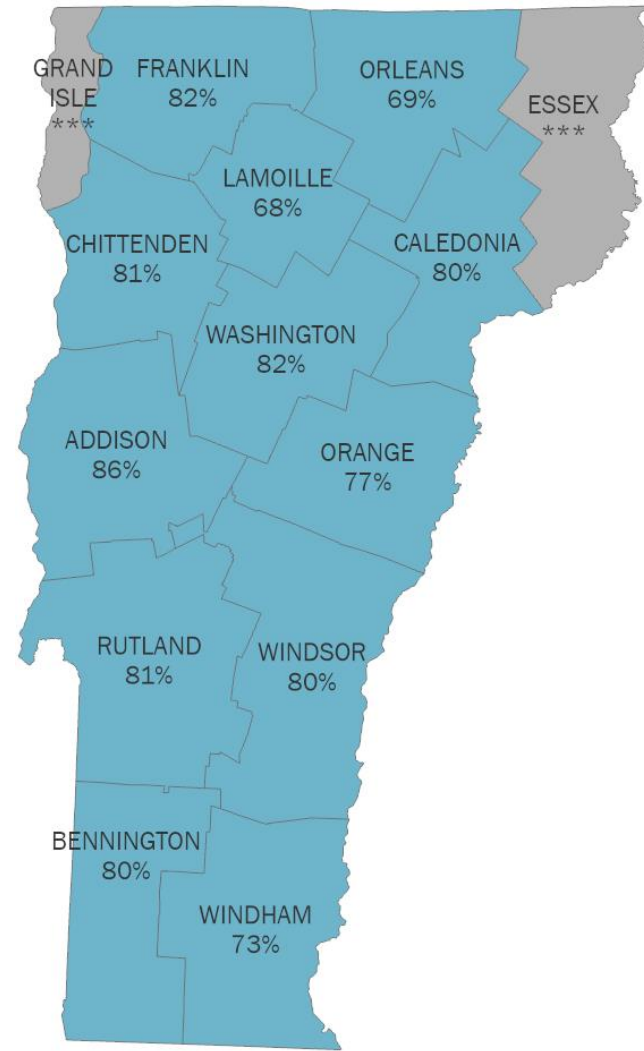 GRAND
ISLE
***
FRANKLIN
82%
ORLEANS
69%
ESSEX
***
LAMOILLE
68%
CHITTENDEN
81%
CALEDONIA
80%
WASHINGTON
82%
ADDISON
86%
ORANGE
77%
RUTLAND
81%
WINDSOR
80%
BENNINGTON
80%
WINDHAM
73%